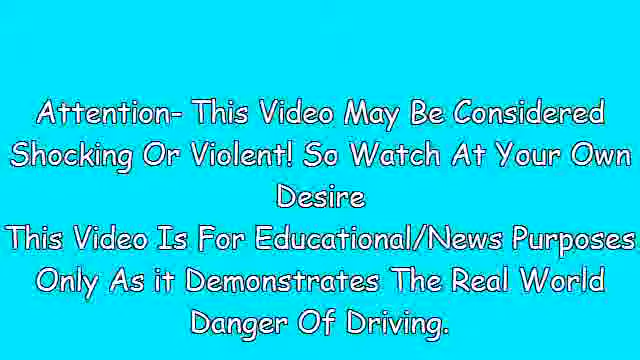 Attention- This Video May Be Considered
Shocking Or Violent! So Watch At Your Own
Desire
This Video Is For Educational/News Purposes
Only As it Demonstrates The Real World
Danger Of Driving.